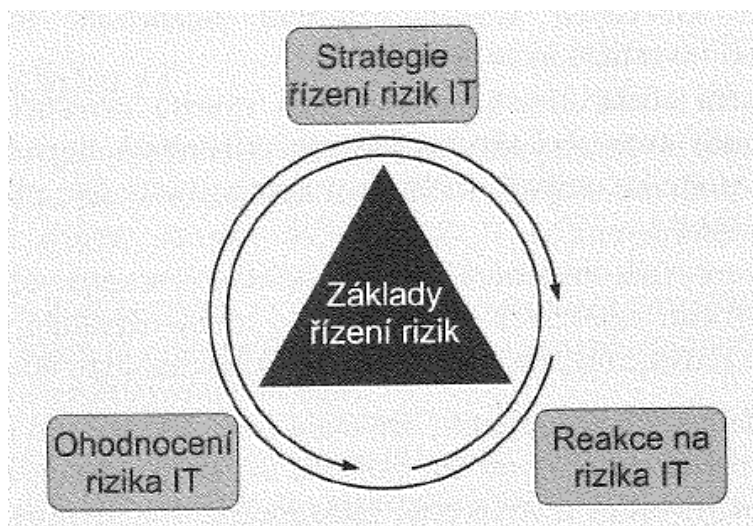 Strategie
řízení rizik IT
Základy
řízení rizik
Ohodnocení
rizika IT
Reakce na
rizika IT